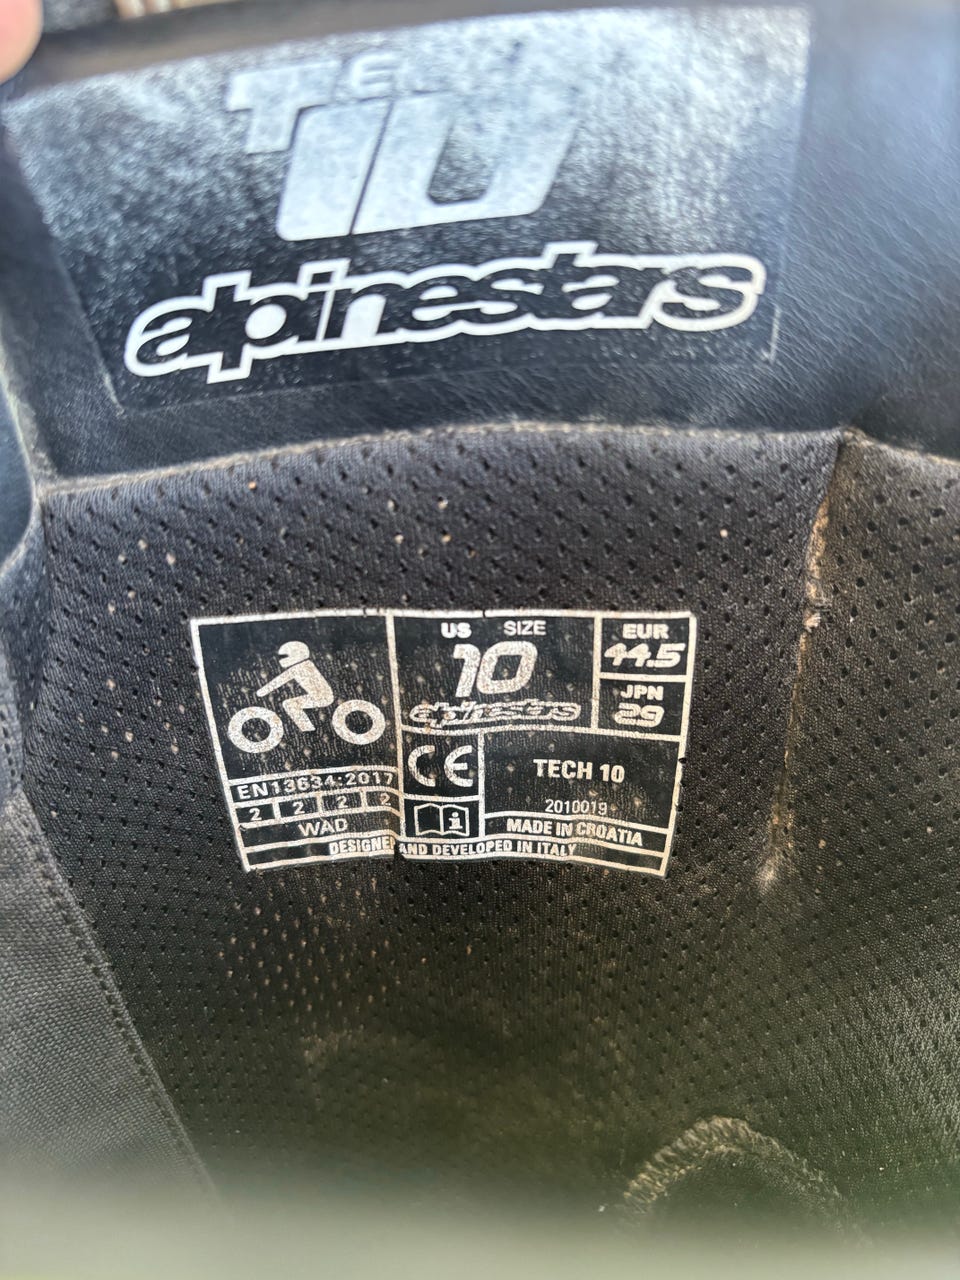 TECH
10
alpinestars
US SIZE
10
alpinestars
EUR
44.5
JPN
29
EN13634:2017
2 2 2 2
WAD
CE
i
TECH 10
2010019
MADE IN CROATIA
DESIGNED AND DEVELOPED IN ITALY